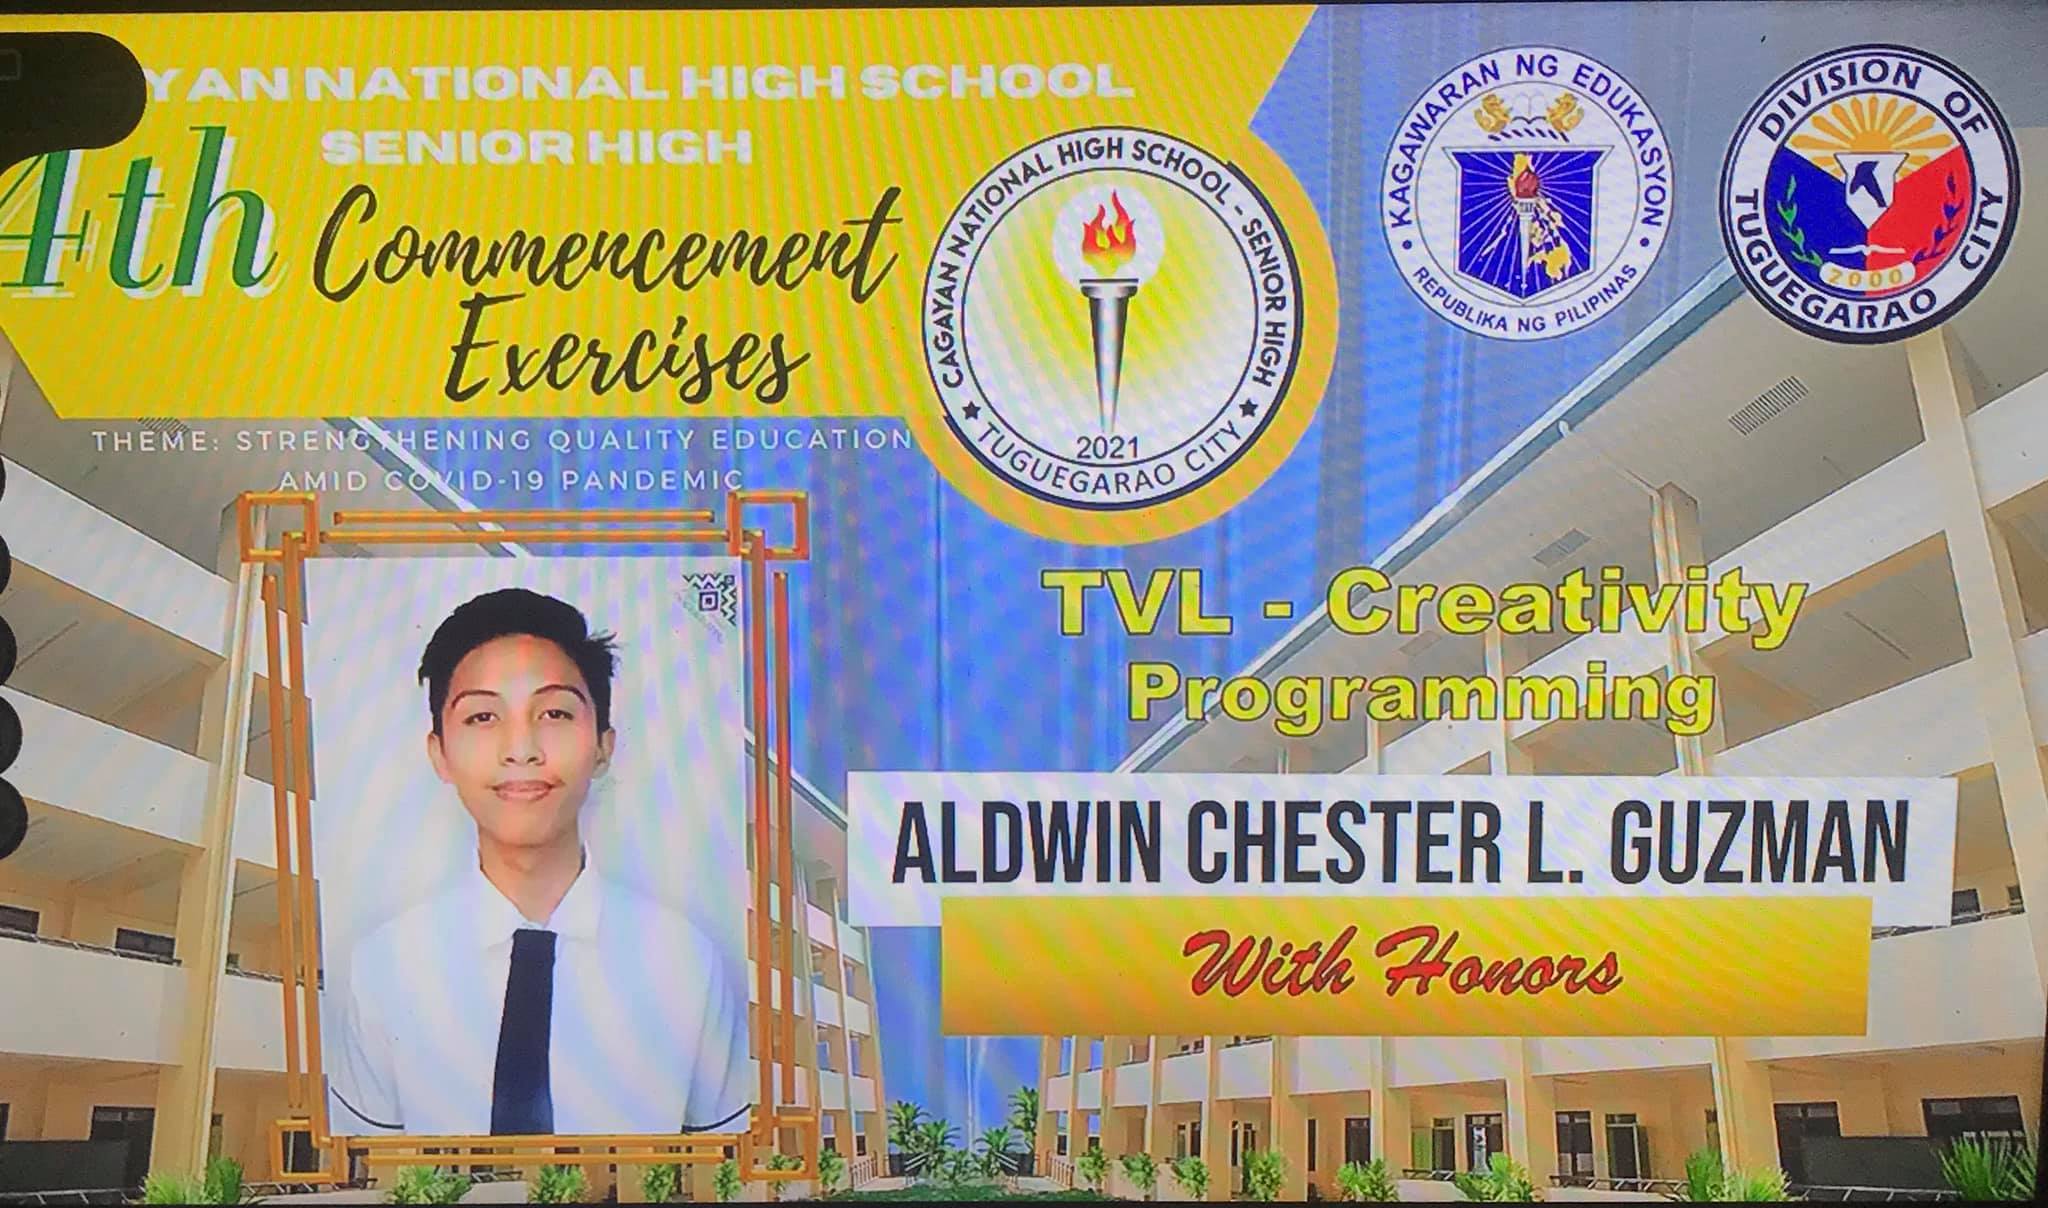 YAN NATIONAL HIGH SCHOOL
SENIOR HIGH
4th Commencement
Exercises
THEME: STRENGTHENING QUALITY EDUCATION
AMID COVID-19 PANDEMIC
CAGAYAN NATIONAL HIGH SCHOOL - SENIOR HIGH
2021
★ TUGUEGARAO CITY ★
KAGAWARAN NG EDUKASYON
REPUBLIKA NG PILIPINAS
DIVISION OF
TUGUEGARAO CITY
2000
TVL - Creativity
Programming
ALDWIN CHESTER L. GUZMAN
With Honors